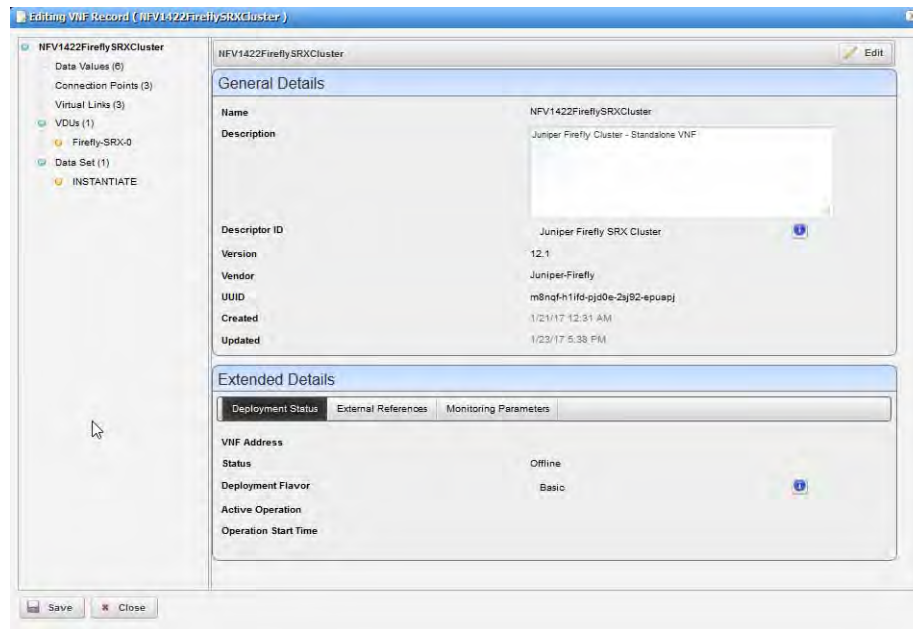 Editing VNF Record ( NFV1422FireflySRXCluster )
NFV1422FireflySRXCluster
Data Values (6)
Connection Points (3)
Virtual Links (3)
VDUs (1)
Firefly-SRX-0
Data Set (1)
INSTANTIATE
NFV1422FireflySRXCluster
Edit
General Details
Name NFV1422FireflySRXCluster
Description Juniper Firefly Cluster - Standalone VNF
Descriptor ID Juniper Firefly SRX Cluster
Version 12.1
Vendor Juniper-Firefly
UUID m8nqf-h1ifd-pjd0e-2sj92-epuapj
Created 1/21/17 12:31 AM
Updated 1/23/17 5:38 PM
Extended Details
Deployment Status External References Monitoring Parameters
VNF Address
Status Offline
Deployment Flavor Basic
Active Operation
Operation Start Time
Save Close